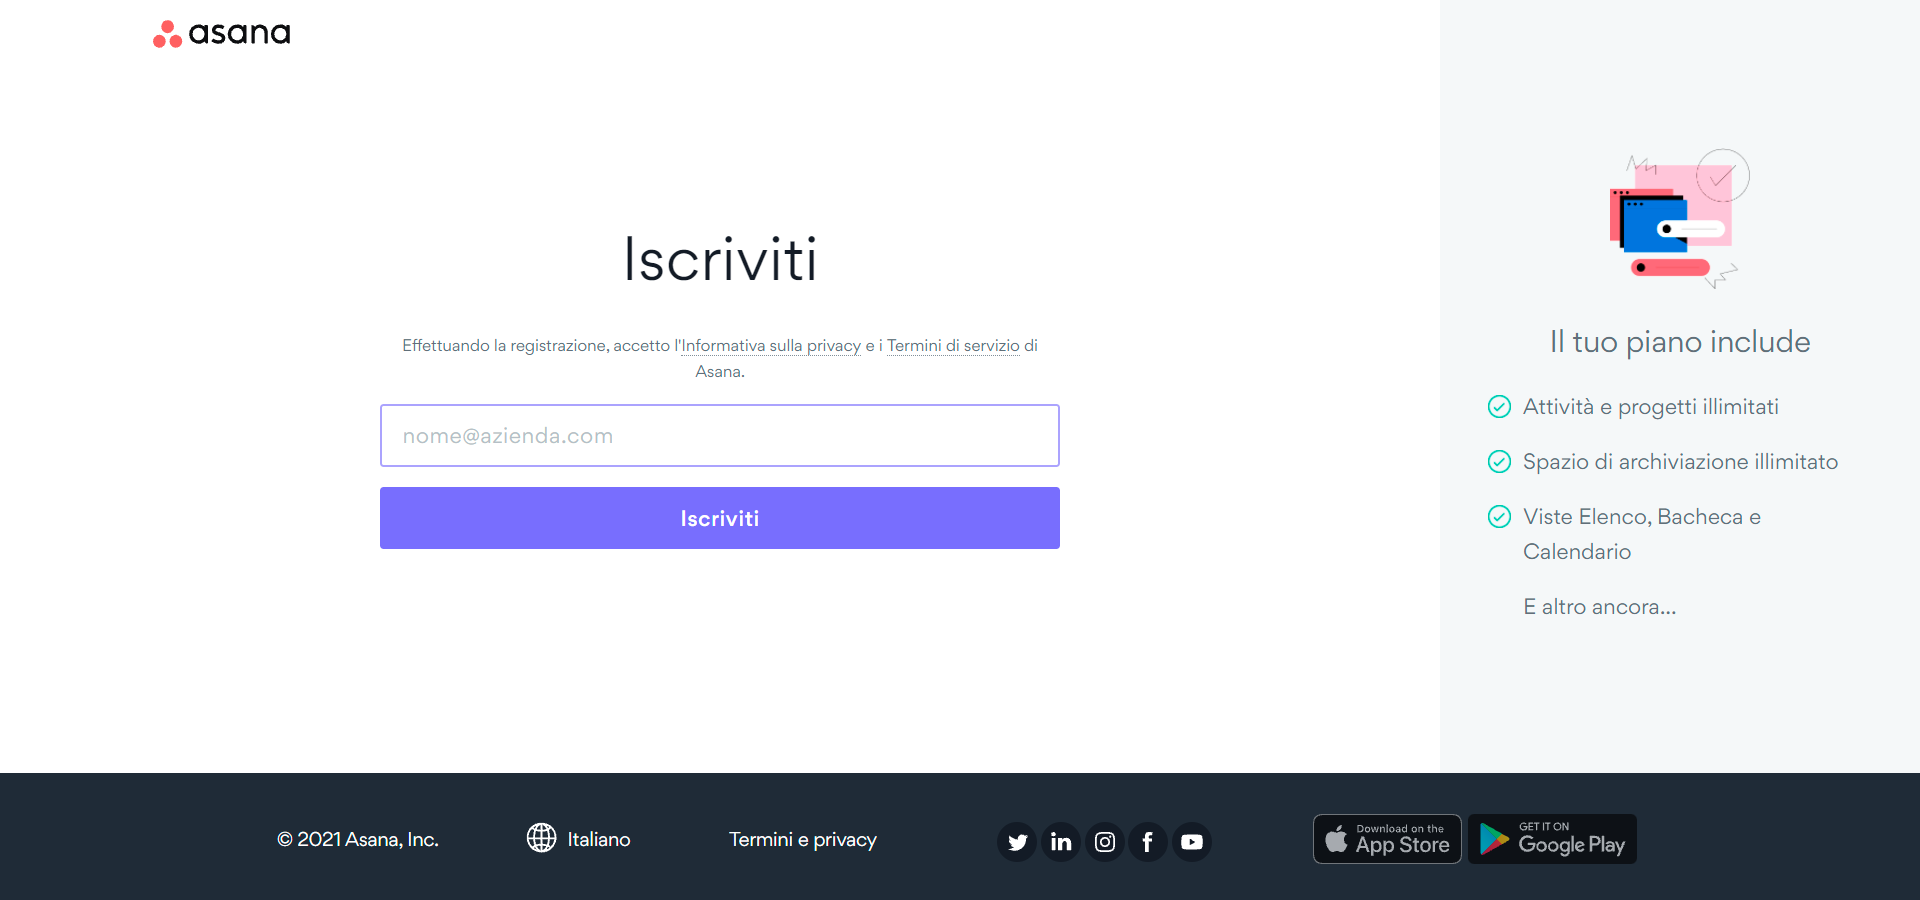 asana
Iscriviti
Effettuando la registrazione, accetto l'Informativa sulla privacy e i Termini di servizio di
Asana.
nome@azienda.com
Iscriviti
Il tuo piano include
Attività e progetti illimitati
Spazio di archiviazione illimitato
Viste Elenco, Bacheca e
Calendario
E altro ancora...
© 2021 Asana, Inc.
Italiano
Termini e privacy
Download on the
App Store
GET IT ON
Google Play